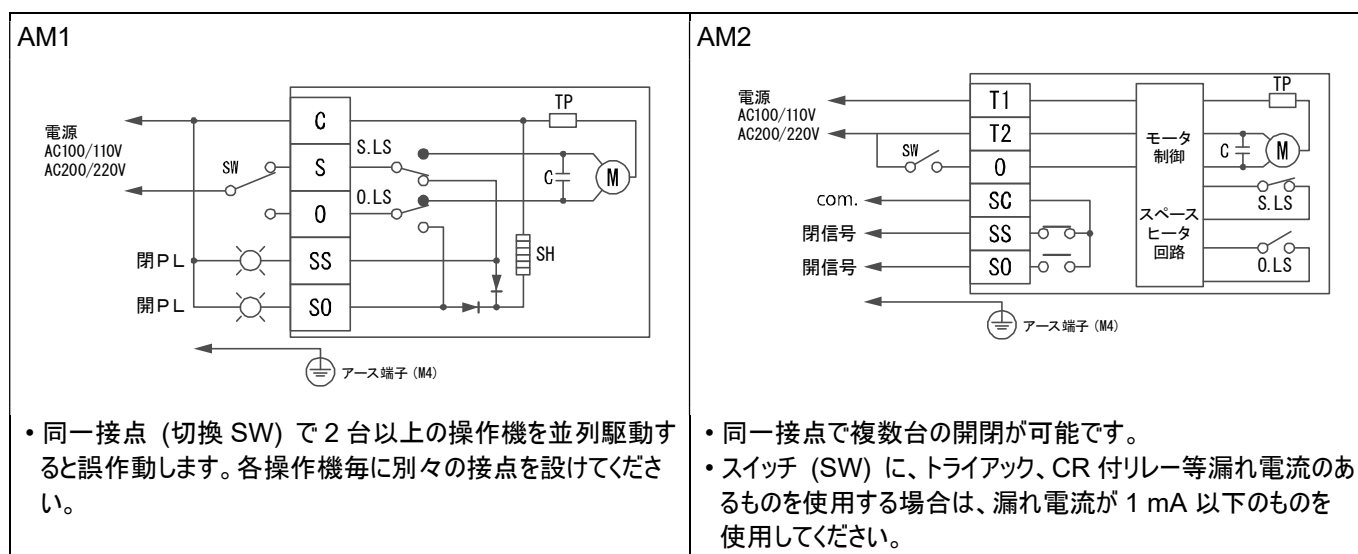 AM1
電源
AC100/110V
AC200/220V
SW
C
S
O
SS
SO
S.LS
O.LS
TP
C
M
SH
閉PL
開PL
アース端子 (M4)
• 同一接点 (切換 SW) で 2 台以上の操作機を並列駆動す
ると誤作動します。各操作機毎に別々の接点を設けてくださ
い。
AM2
電源
AC100/110V
AC200/220V
SW
com.
閉信号
開信号
T1
T2
O
SC
SS
SO
モータ
制御
スペース
ヒータ
回路
TP
C
M
S.LS
O.LS
アース端子 (M4)
• 同一接点で複数台の開閉が可能です。
• スイッチ (SW) に、トライアック、CR 付リレー等漏れ電流のあ
るものを使用する場合は、漏れ電流が 1 mA 以下のものを
使用してください。